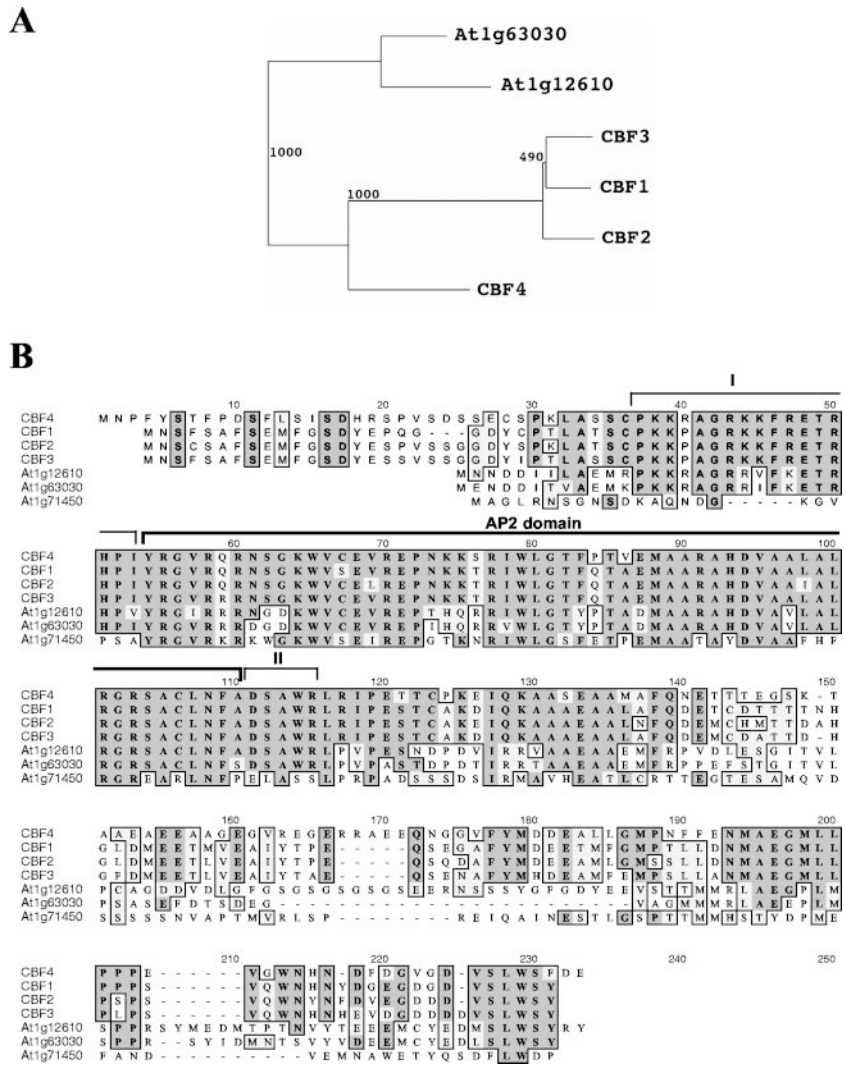 A
At1g63030
At1g12610
1000
CBF3
490
CBF1
1000
CBF2
CBF4
B
I
10 20 30 40 50
CBF4 M N P F Y S T F P D S F L S I S D H R S P V S D S S E C S P K L A S S C P K K R A G R K K F R E T R
CBF1 M N S F S A F S E M F G S D Y E P Q G - - G D Y C P T L A T S C P K K P A G R K K F R E T R
CBF2 M N S C S A F S E M F G S D Y E S P V S S G G D Y S P K L A T S C P K K P A G R K K F R E T R
CBF3 M N S F S A F S E M F G S D Y E S S V S S G G D Y I P T L A S S C P K K P A G R K K F R E T R
At1g12610 M N N D D I I L A E M R P K K R A G R R V F K E T R
At1g63030 M E N D D I T V A E M K P K K R A G R R I F K E T R
At1g71450 M A G L R N S G N S D K A Q N D G - - - - - K G V
AP2 domain
60 70 80 90 100
CBF4 H P I Y R G V R Q R N S G K W V C E V R E P N K K S R I W L G T F P T V E M A A R A H D V A A L A L
CBF1 H P I Y R G V R Q R N S G K W V S E V R E P N K K T R I W L G T F Q T A E M A A R A H D V A A L A L
CBF2 H P I Y R G V R Q R N S G K W V C E L R E P N K K T R I W L G T F Q T A E M A A R A H D V A A I A L
CBF3 H P I Y R G V R R R N S G K W V C E V R E P N K K T R I W L G T F Q T A E M A A R A H D V A A L A L
At1g12610 H P V Y R G I R R R N G D K W V C E V R E P T H Q R R I W L G T Y P T A D M A A R A H D V A V L A L
At1g63030 H P I Y R G V R R R D G D K W V C E V R E P I H Q R R V W L G T Y P T A D M A A R A H D V A V L A L
At1g71450 P S A Y R G V R K R K W G K W V S E I R E P G T K N R I W L G S F E T P E M A A T A Y D V A A F H F
II
110 120 130 140 150
CBF4 R G R S A C L N F A D S A W R L R I P E T T C P K E I Q K A A S E A A M A F Q N E T T T E G S K - T
CBF1 R G R S A C L N F A D S A W R L R I P E S T C A K D I Q K A A A E A A L A F Q D E T C D T T T T N H
CBF2 R G R S A C L N F A D S A W R L R I P E S T C A K E I Q K A A A E A A L N F Q D E M C H M T T D A H
CBF3 R G R S A C L N F A D S A W R L R I P E S T C A K D I Q K A A A E A A L A F Q D E M C D A T T D - H
At1g12610 R G R S A C L N F A D S A W R L P V P E S N D P D V I R R V A A E A A E M F R P V D L E S G I T V L
At1g63030 R G R S A C L N F S D S A W R L P V P A S T D P D T I R R T A A E A A E M F R P P E F S T G I T V L
At1g71450 R G R E A R L N F P E L A S S L P R P A D S S S D S I R M A V H E A T L C R T T E G T E S A M Q V D
160 170 180 190 200
CBF4 A A E A E E A A G E G V R E G E R R A E E Q N G G V F Y M D D E A L L G M P N F F E N M A E G M L L
CBF1 G L D M E E T M V E A I Y T P E - - - - - Q S E G A F Y M D E E T M F G M P T L L D N M A E G M L L
CBF2 G L D M E E T L V E A I Y T P E - - - - - Q S Q D A F Y M D E E A M L G M S S L L D N M A E G M L L
CBF3 G F D M E E T L V E A I Y T A E - - - - - Q S E N A F Y M H D E A M F E M P S L L A N M A E G M L L
At1g12610 P C A G D D V D L G F G S G S G S G S G S E E R N S S S Y G F G D Y E E V S T T M M R L A E G P L M
At1g63030 P S A S E F D T S D E G - - - - - - - - - - - - - - - - - - - - - - - - V A G M M M R L A E E P L M
At1g71450 S S S S S N V A P T M V R L S P - - - - - - - - R E I Q A I N E S T L G S P T T M M H S T Y D P M E
210 220 230 240 250
CBF4 P P P E - - - - - - V G W N H N - D F D G V G D - V S L W S F D E
CBF1 P P P S - - - - - - V Q W N H N Y D G E G D G D - V S L W S Y
CBF2 P S P S - - - - - - V Q W N Y N F D V E G D D - V S L W S Y
CBF3 P L P S - - - - - - V Q W N H N H E V D G D D D V S L W S Y
At1g12610 S P P R S Y M E D M T P T N V Y T E E E M C Y E D M S L W S Y R Y
At1g63030 S P P R - - S Y I D M N T S V Y V D E E M C Y E D L S L W S Y
At1g71450 F A N D - - - - - V E M N A W E T Y Q S D F L W D P